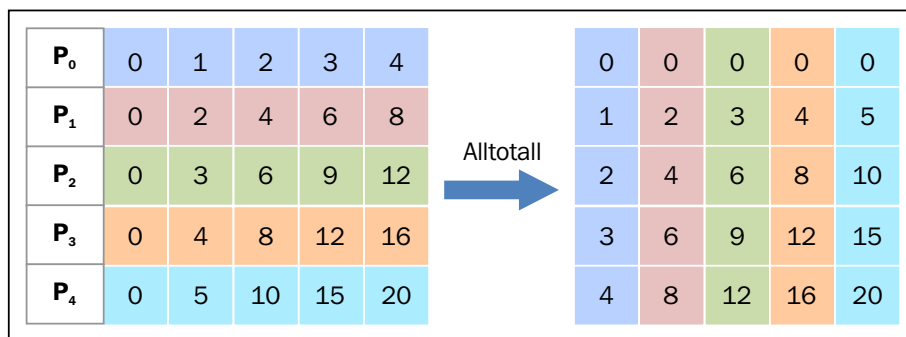 P₀ 0 1 2 3 4 0 0 0 0 0
P₁ 0 2 4 6 8 1 2 3 4 5
Alltotall
P₂ 0 3 6 9 12 2 4 6 8 10
P₃ 0 4 8 12 16 3 6 9 12 15
P₄ 0 5 10 15 20 4 8 12 16 20